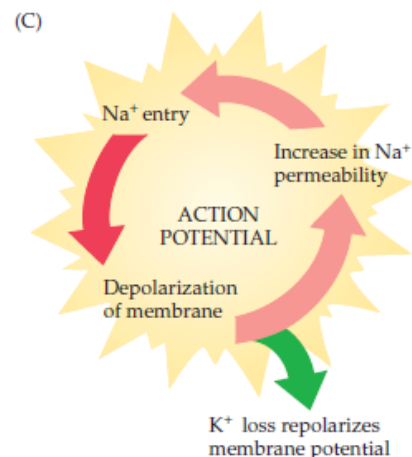 (C)
Na⁺ entry
Increase in Na⁺
permeability
ACTION
POTENTIAL
Depolarization
of membrane
K⁺ loss repolarizes
membrane potential